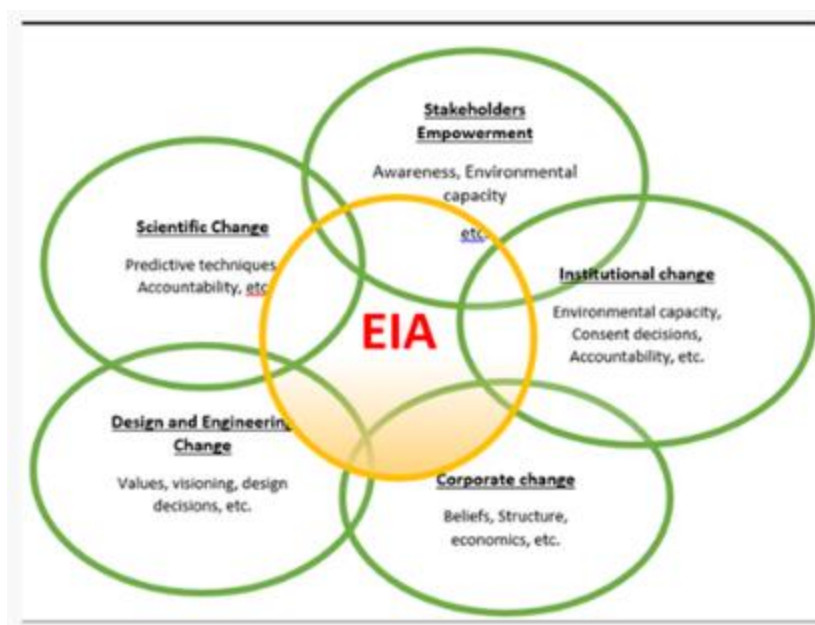 Stakeholders
Empowerment
Awareness, Environmental
capacity
etc.
Scientific Change
Predictive techniques
Accountability, etc
Institutional change
Environmental capacity,
Consent decisions,
Accountability, etc.
EIA
Design and Engineering
Change
Values, visioning, design
decisions, etc.
Corporate change
Beliefs, Structure,
economics, etc.